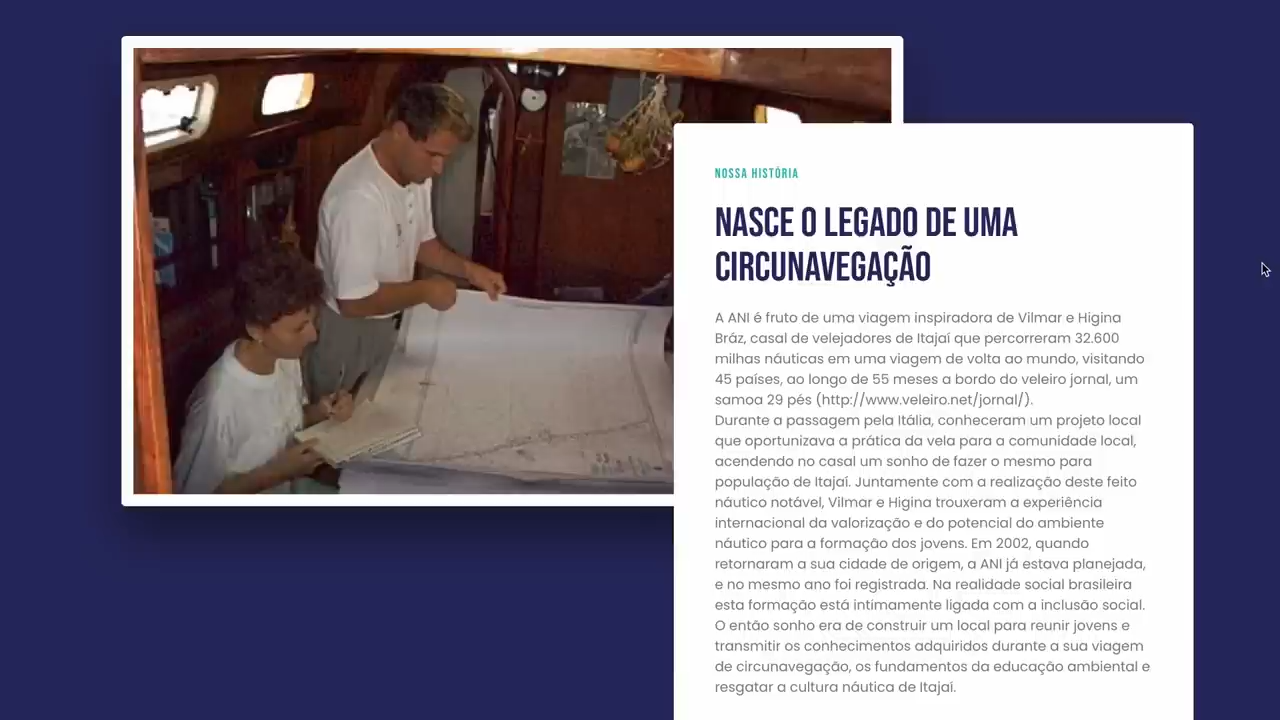 NOSSA HISTÓRIA
NASCE O LEGADO DE UMA
CIRCUNAVEGAÇÃO
A ANI é fruto de uma viagem inspiradora de Vilmar e Higina
Bráz, casal de velejadores de Itajaí que percorreram 32.600
milhas náuticas em uma viagem de volta ao mundo, visitando
45 países, ao longo de 55 meses a bordo do veleiro jornal, um
samoa 29 pés (http://www.veleiro.net/jornal/).
Durante a passagem pela Itália, conheceram um projeto local
que oportunizava a prática da vela para a comunidade local,
acendendo no casal um sonho de fazer o mesmo para
população de Itajaí. Juntamente com a realização deste feito
náutico notável, Vilmar e Higina trouxeram a experiência
internacional da valorização e do potencial do ambiente
náutico para a formação dos jovens. Em 2002, quando
retornaram a sua cidade de origem, a ANI já estava planejada,
e no mesmo ano foi registrada. Na realidade social brasileira
esta formação está intimamente ligada com a inclusão social.
O então sonho era de construir um local para reunir jovens e
transmitir os conhecimentos adquiridos durante a sua viagem
de circunavegação, os fundamentos da educação ambiental e
resgatar a cultura náutica de Itajaí.